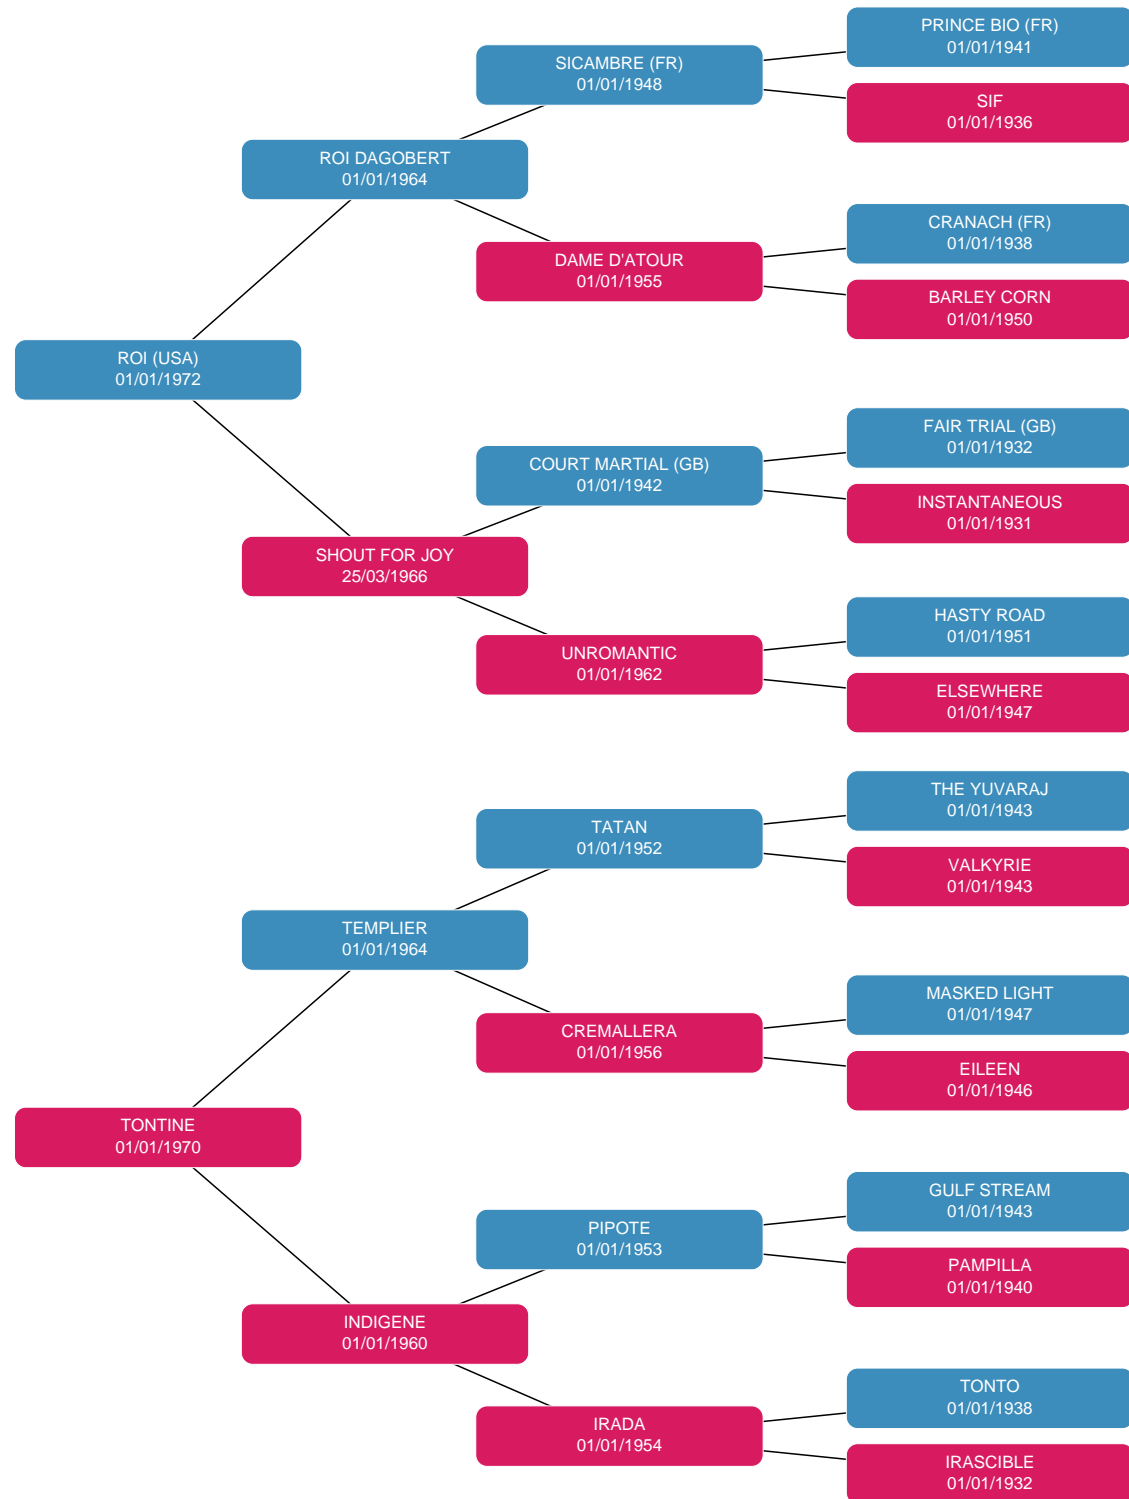 PRINCE BIO (FR)
01/01/1941
SICAMBRE (FR)
01/01/1948
SIF
01/01/1936
ROI DAGOBERT
01/01/1964
CRANACH (FR)
01/01/1938
DAME D'ATOUR
01/01/1955
BARLEY CORN
01/01/1950
ROI (USA)
01/01/1972
FAIR TRIAL (GB)
01/01/1932
COURT MARTIAL (GB)
01/01/1942
INSTANTANEOUS
01/01/1931
SHOUT FOR JOY
25/03/1966
HASTY ROAD
01/01/1951
UNROMANTIC
01/01/1962
ELSEWHERE
01/01/1947
THE YUVARAJ
01/01/1943
TATAN
01/01/1952
VALKYRIE
01/01/1943
TEMPLIER
01/01/1964
MASKED LIGHT
01/01/1947
CREMALLERA
01/01/1956
EILEEN
01/01/1946
TONTINE
01/01/1970
GULF STREAM
01/01/1943
PIPOTE
01/01/1953
PAMPILLA
01/01/1940
INDIGENE
01/01/1960
TONTO
01/01/1938
IRADA
01/01/1954
IRASCIBLE
01/01/1932